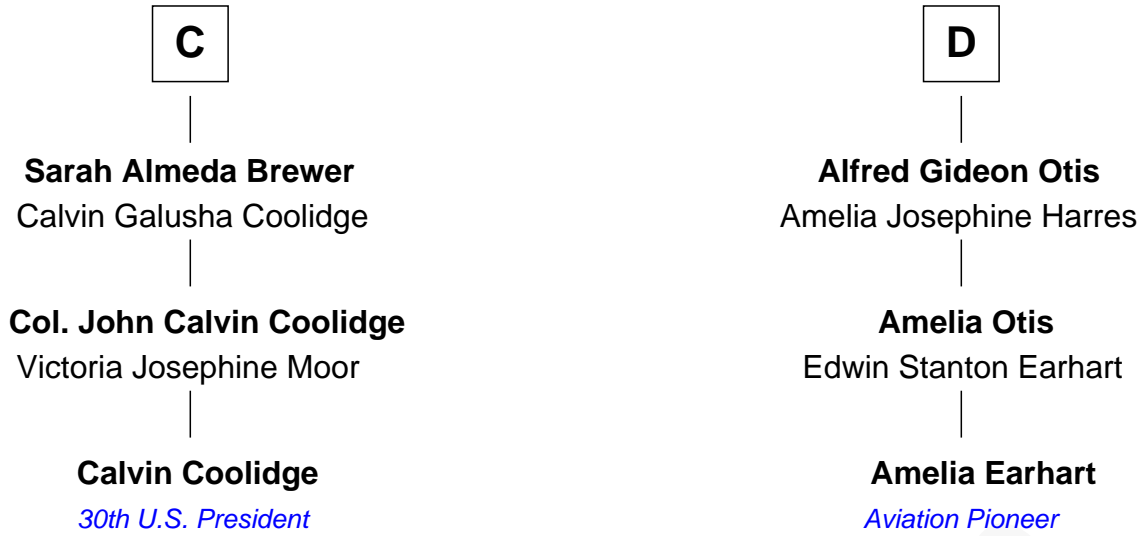 C
D
Sarah Almeda Brewer
Calvin Galusha Coolidge
Alfred Gideon Otis
Amelia Josephine Harres
Col. John Calvin Coolidge
Victoria Josephine Moor
Amelia Otis
Edwin Stanton Earhart
Calvin Coolidge
30th U.S. President
Amelia Earhart
Aviation Pioneer